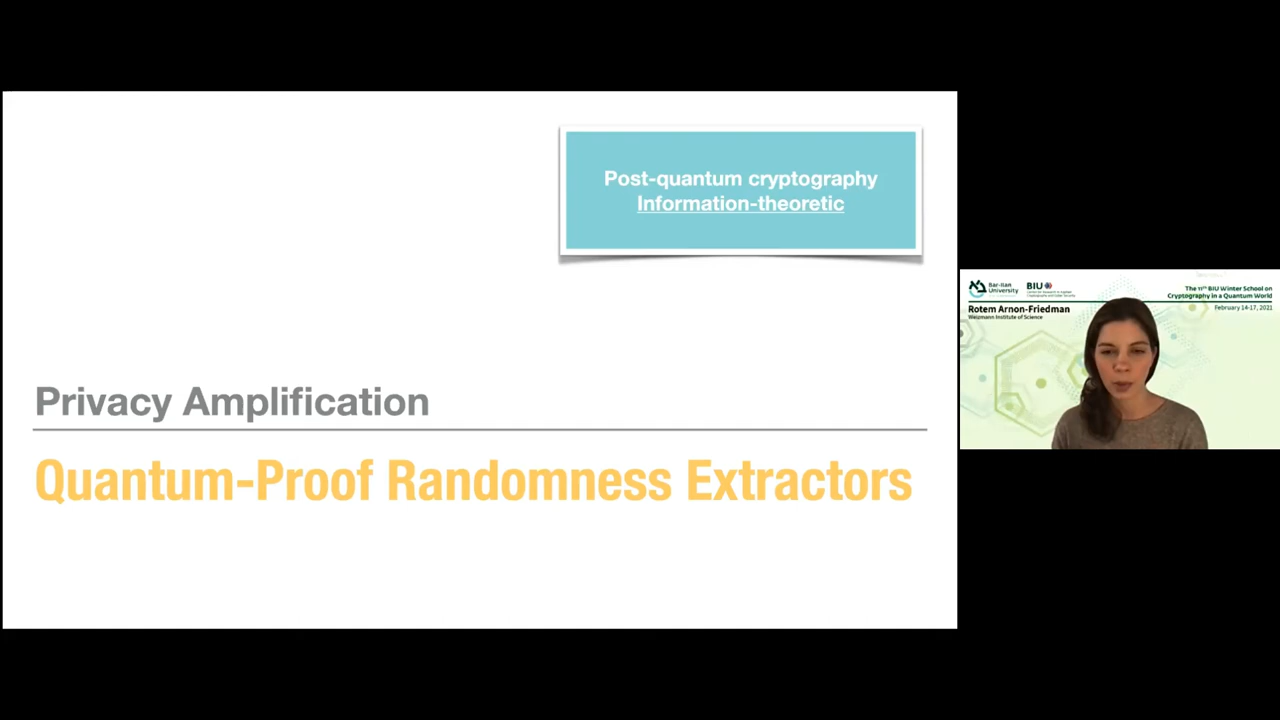 Post-quantum cryptography
Information-theoretic
Privacy Amplification
Quantum-Proof Randomness Extractors
Bar-Ilan
University
BIU
The 11th BIU Winter School on
Cryptography in a Quantum World
February 14-17, 2021
Rotem Arnon-Friedman
Weizmann Institute of Science